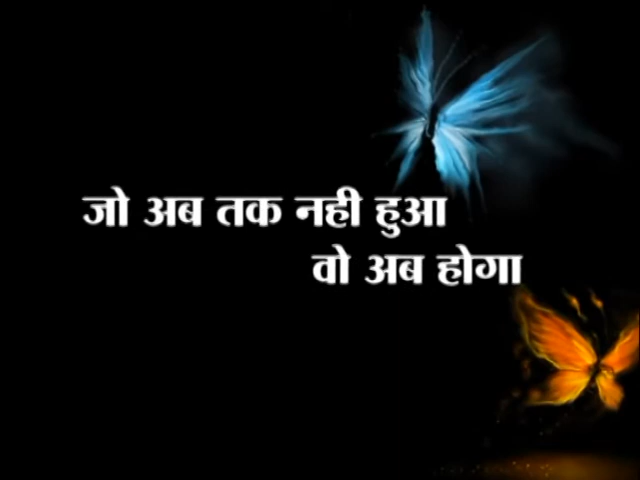 जो अब तक नही हुआ
वो अब होगा